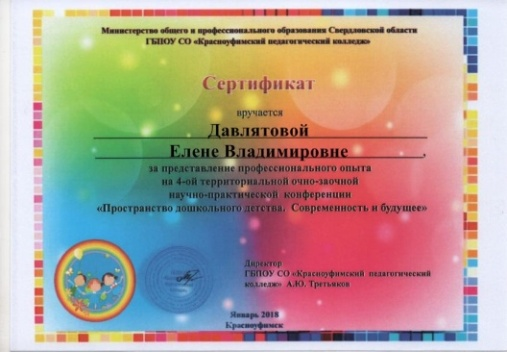 Министерство общего и профессионального образования Свердловской области
ГБПОУ СО «Красноуфимский педагогический колледж»
Сертификат
вручается
Давлятовой
Елене Владимировне
за представление профессионального опыта
на 4-ой территориальной очно-заочной
научно-практической конференции
«Пространство дошкольного детства. Современность и будущее»
Директор
ГБПОУ СО «Красноуфимский педагогический
колледж» А.Ю. Третьяков
Январь 2018
Красноуфимск